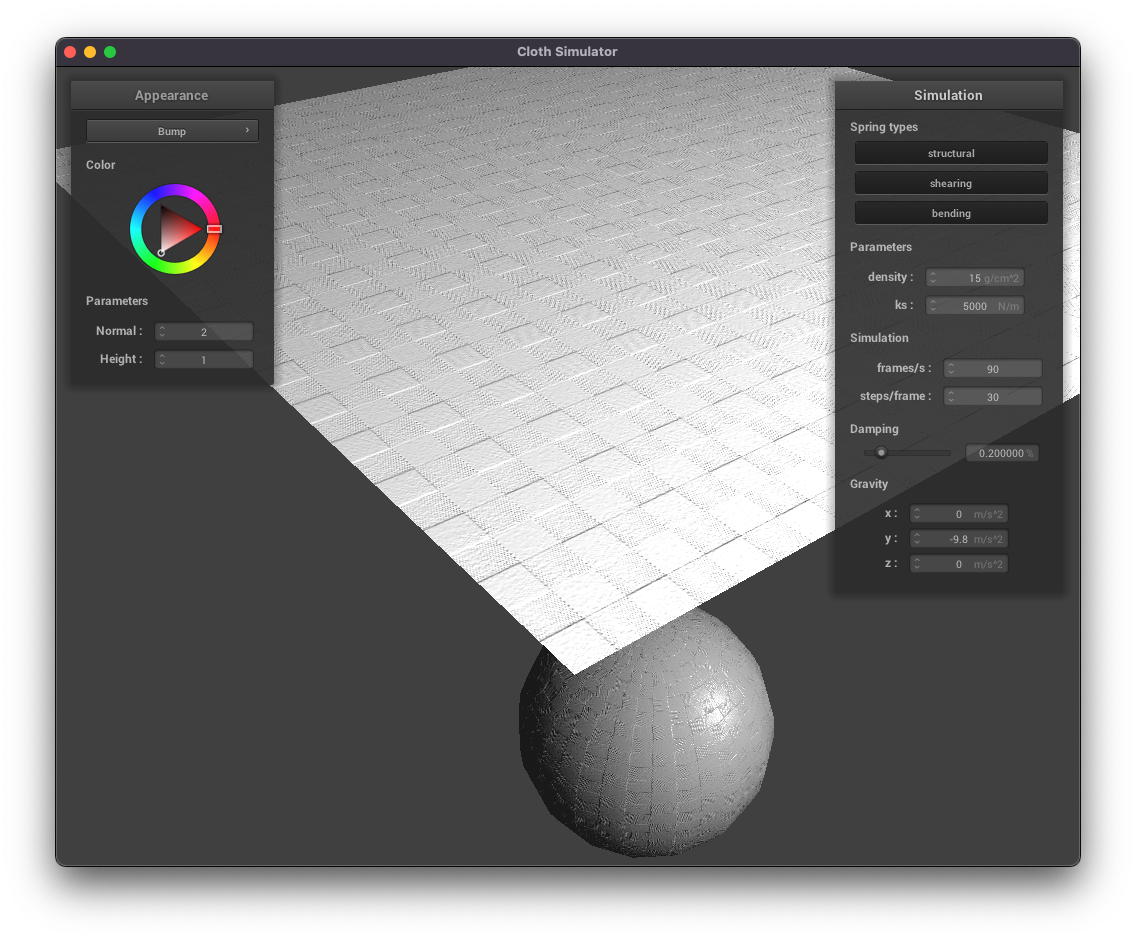 Cloth Simulator
Appearance
Bump
Color
Parameters
Normal : 2
Height : 1
Simulation
Spring types
structural
shearing
bending
Parameters
density : 15 g/cm^2
ks : 5000 N/m
Simulation
frames/s : 90
steps/frame : 30
Damping
0.200000 %
Gravity
x : 0 m/s^2
y : -9.8 m/s^2
z : 0 m/s^2